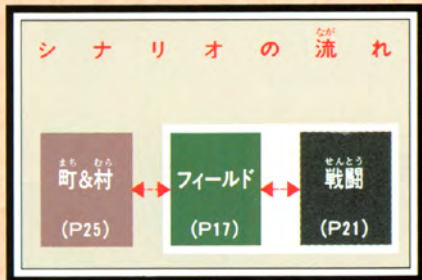 シナリオの流れ
なが
町&村
まち むら
(P25)
フィールド
(P17)
戦闘
せんとう
(P21)